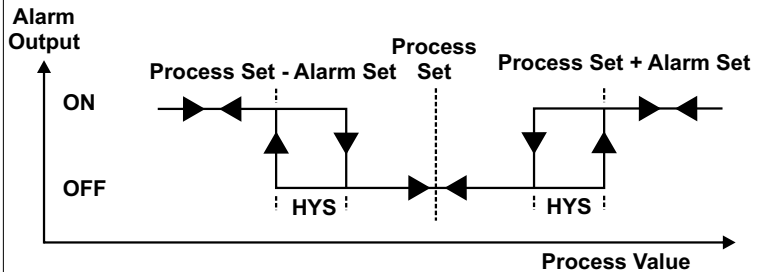 Alarm
Output
Process
Set
Process Set - Alarm Set
Process Set + Alarm Set
ON
OFF
HYS
HYS
Process Value